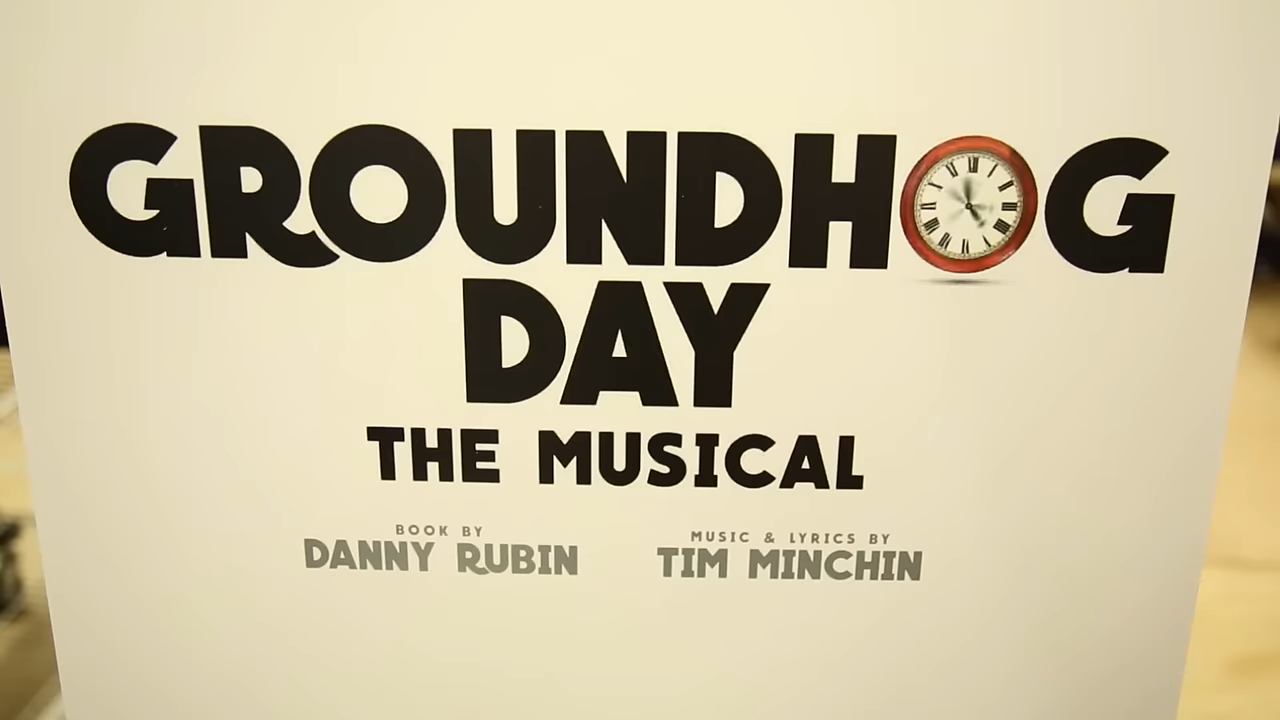 GROUNDHOG
DAY
THE MUSICAL
BOOK BY
DANNY RUBIN
MUSIC & LYRICS BY
TIM MINCHIN